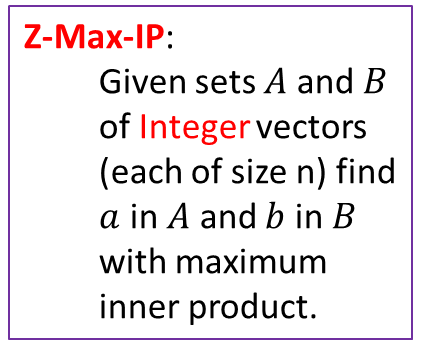 Z-Max-IP:
Given sets A and B
of Integer vectors
(each of size n) find
a in A and b in B
with maximum
inner product.